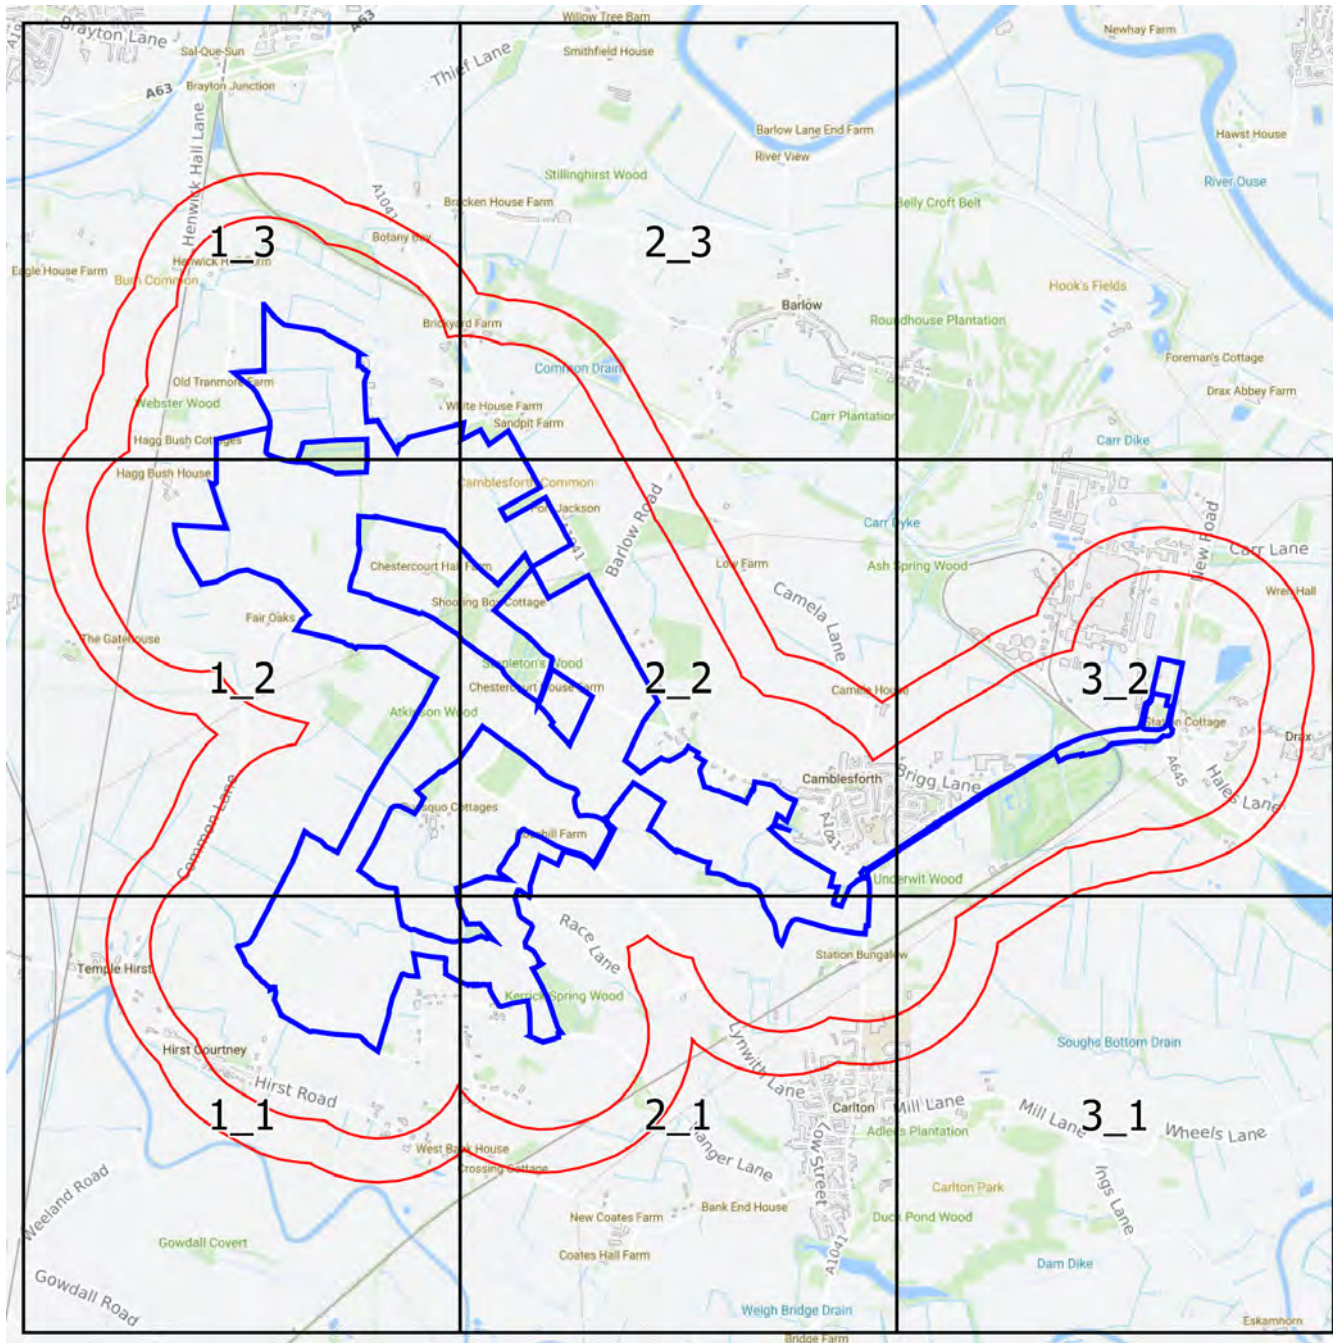 Willow Tree Barn
A63
Newhay Farm
Brayton Lane
Sal-Que-Sun
Smithfield House
Thief Lane
Brayton Junction
A63
Barlow Lane End Farm
Hawst House
River View
Henwick Hall Lane
Stillinghirst Wood
River Ouse
A1041
Bracken House Farm
Belly Croft Belt
Botany Bay
1_3
2_3
Eagle House Farm
Burn Common
Hook's Fields
Barlow
Brickyard Farm
Roundhouse Plantation
Foreman's Cottage
Common Drain
Old Tranmore Farm
Drax Abbey Farm
Webster Wood
White House Farm
Carr Plantation
Sandpit Farm
Hagg Bush Cottages
Carr Dike
Hagg Bush House
Camblesforth Common
Fort Jackson
Carr Dyke
Barlow Road
A1041
New Road
Carr Lane
Chestercourt Hall Farm
Low Farm
Ash Spring Wood
Wren Hall
Camela Lane
Shooting Box Cottage
Fair Oaks
The Gatehouse
Stapleton's Wood
1_2
2_2
3_2
Chestercourt House Farm
Camela House
Atkinson Wood
Station Cottage
Drax
Camblesforth
Brigg Lane
A645
Hales Lane
Common Lane
A1041
Underwit Wood
Race Lane
Station Bungalow
Temple Hirst
Kerrick Spring Wood
Lynwith Lane
Soughs Bottom Drain
Hirst Courtney
Hirst Road
1_1
2_1
3_1
Carlton
Mill Lane
Mill Lane
Wheels Lane
Low Street
West Bank House
Crossing Cottage
Ings Lane
Weeland Road
Carlton Park
Bank End House
New Coates Farm
Duck Pond Wood
Gowdall Covert
Coates Hall Farm
A1041
Dam Dike
Gowdall Road
Weigh Bridge Drain
Eskamhorn
Bridge Farm